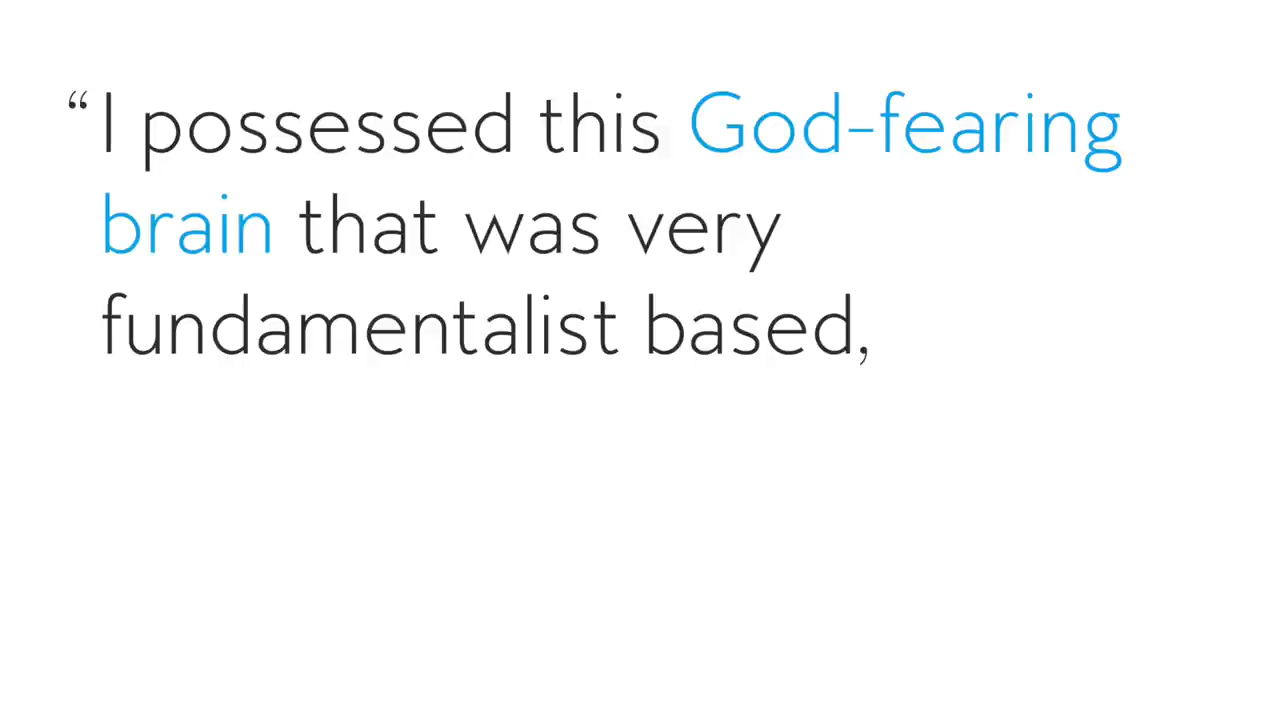 “I possessed this God-fearing
brain that was very
fundamentalist based,